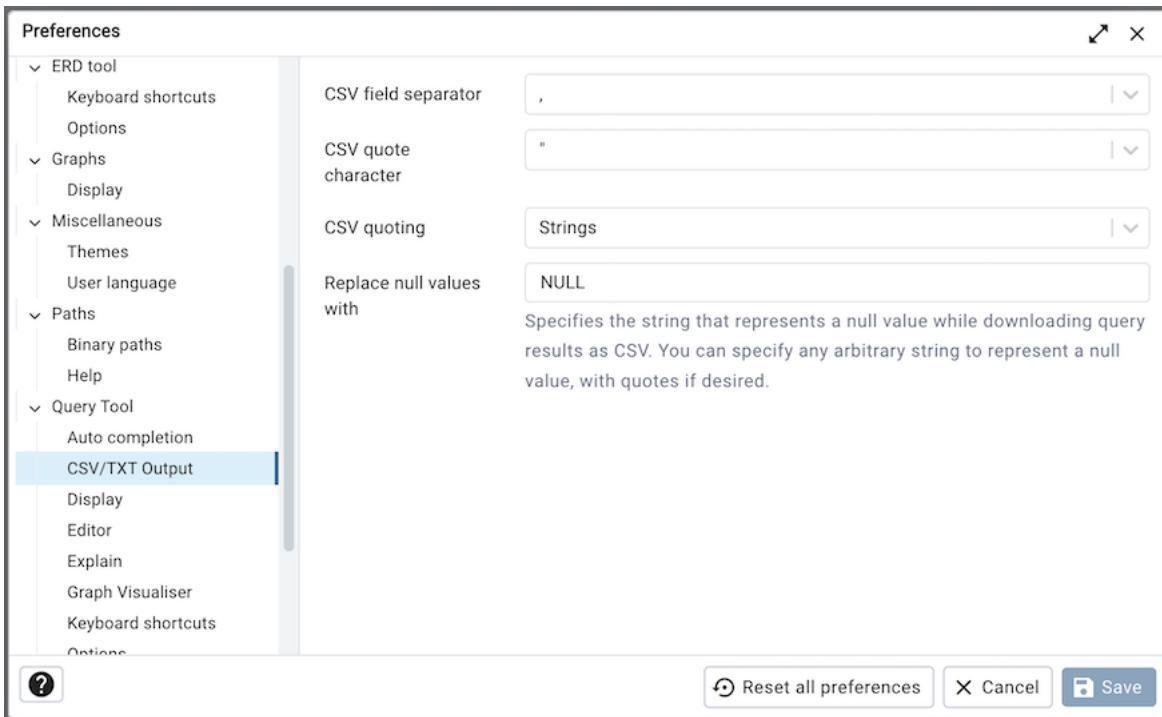 Preferences
ERD tool
Keyboard shortcuts
Options
Graphs
Display
Miscellaneous
Themes
User language
Paths
Binary paths
Help
Query Tool
Auto completion
CSV/TXT Output
Display
Editor
Explain
Graph Visualiser
Keyboard shortcuts
Options
CSV field separator
,
CSV quote
character
"
CSV quoting
Strings
Replace null values
with
NULL
Specifies the string that represents a null value while downloading query
results as CSV. You can specify any arbitrary string to represent a null
value, with quotes if desired.
?
Reset all preferences
Cancel
Save